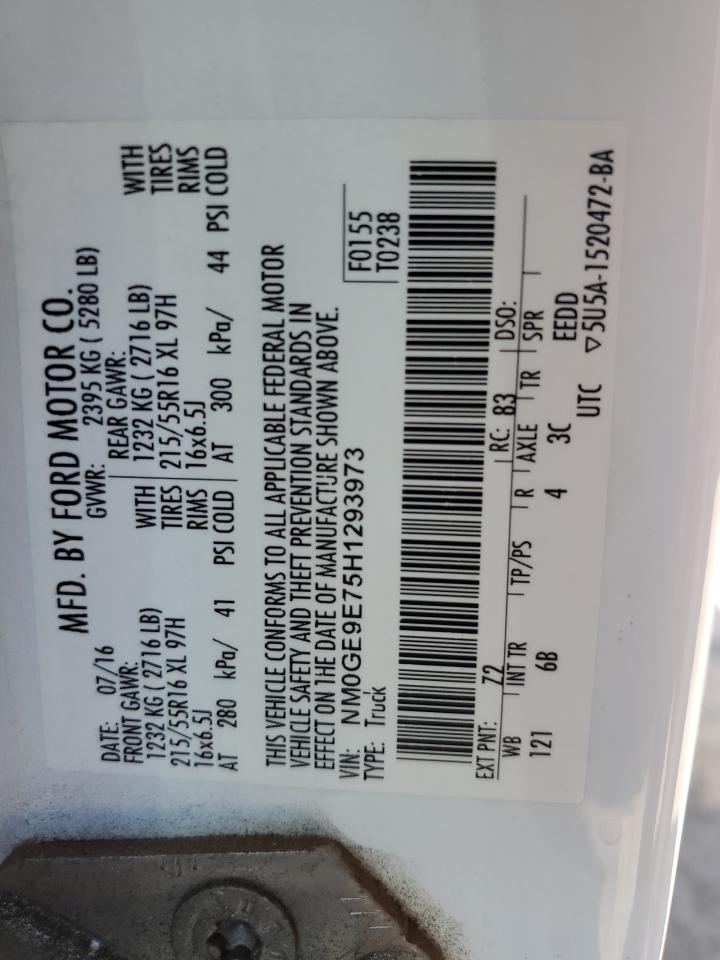 MFD. BY FORD MOTOR CO.
DATE: 07/16 GVWR: 2395 KG ( 5280 LB)
FRONT GAWR: REAR GAWR:
1232 KG ( 2716 LB) WITH 1232 KG ( 2716 LB) WITH
215/55R16 XL 97H TIRES 215/55R16 XL 97H TIRES
16x6.5J RIMS 16x6.5J RIMS
AT 280 kPa/ 41 PSI COLD AT 300 kPa/ 44 PSI COLD
THIS VEHICLE CONFORMS TO ALL APPLICABLE FEDERAL MOTOR
VEHICLE SAFETY AND THEFT PREVENTION STANDARDS IN
EFFECT ON THE DATE OF MANUFACTURE SHOWN ABOVE.
VIN: NM0GE9E75H1293973 F0155
TYPE: Truck T0238
EXT PNT: Z2 RC: B3 DSO:
WB INT TR TP/PS R AXLE TR SPR
121 6B 4 3C EEDD
UTC ▽5U5A-1520472-BA